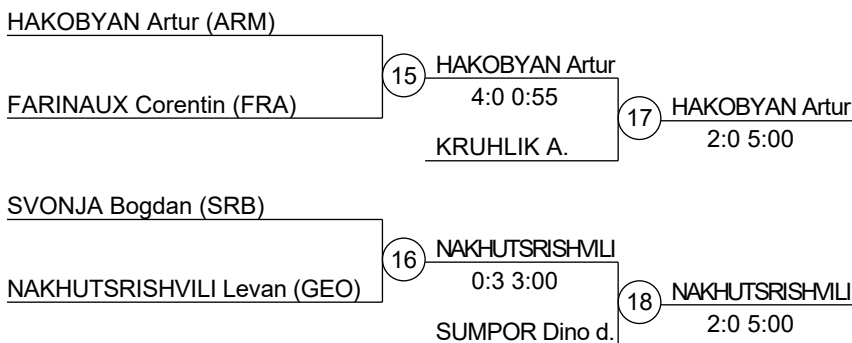 HAKOBYAN Artur (ARM)
15
HAKOBYAN Artur
4:0 0:55
FARINAUX Corentin (FRA)
17
HAKOBYAN Artur
2:0 5:00
KRUHLIK A.
SVONJA Bogdan (SRB)
16
NAKHUTSRISHVILI
0:3 3:00
NAKHUTSRISHVILI Levan (GEO)
18
NAKHUTSRISHVILI
2:0 5:00
SUMPOR Dino d.